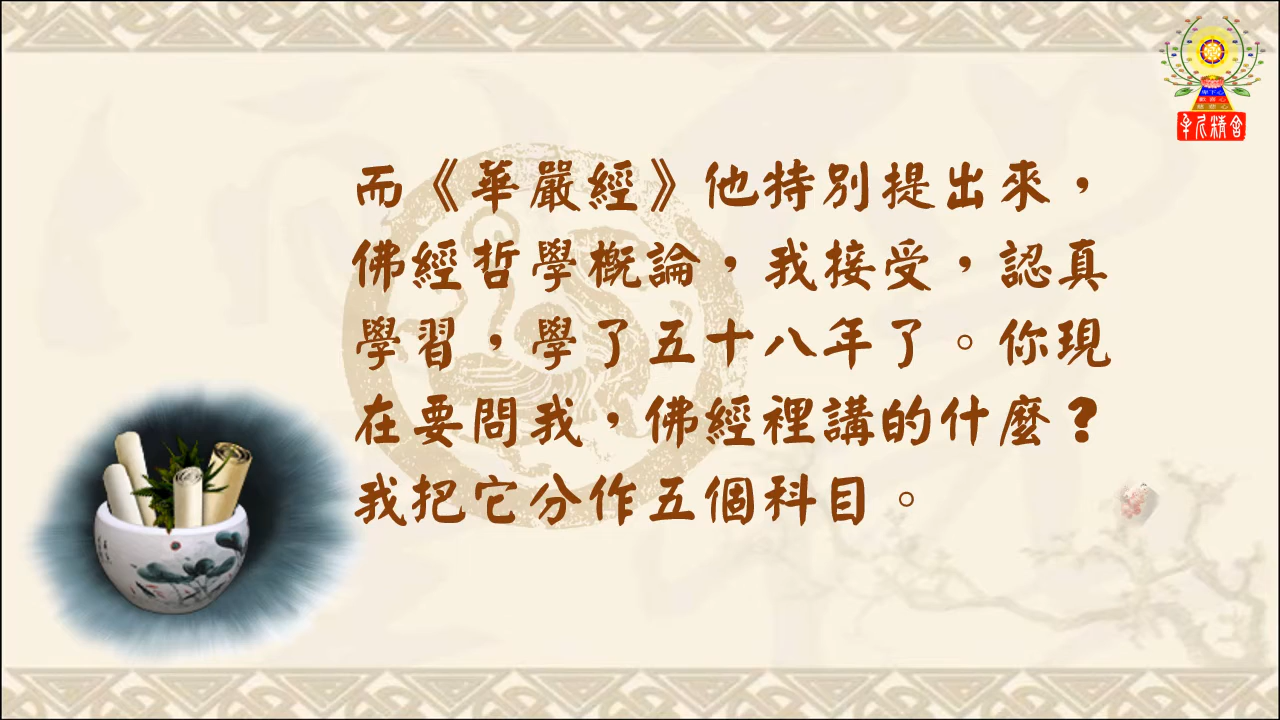 而《華嚴經》他特別提出來，
佛經哲學概論，我接受，認真
學習，學了五十八年了。你現
在要問我，佛經裡講的什麼？
我把它分作五個科目。